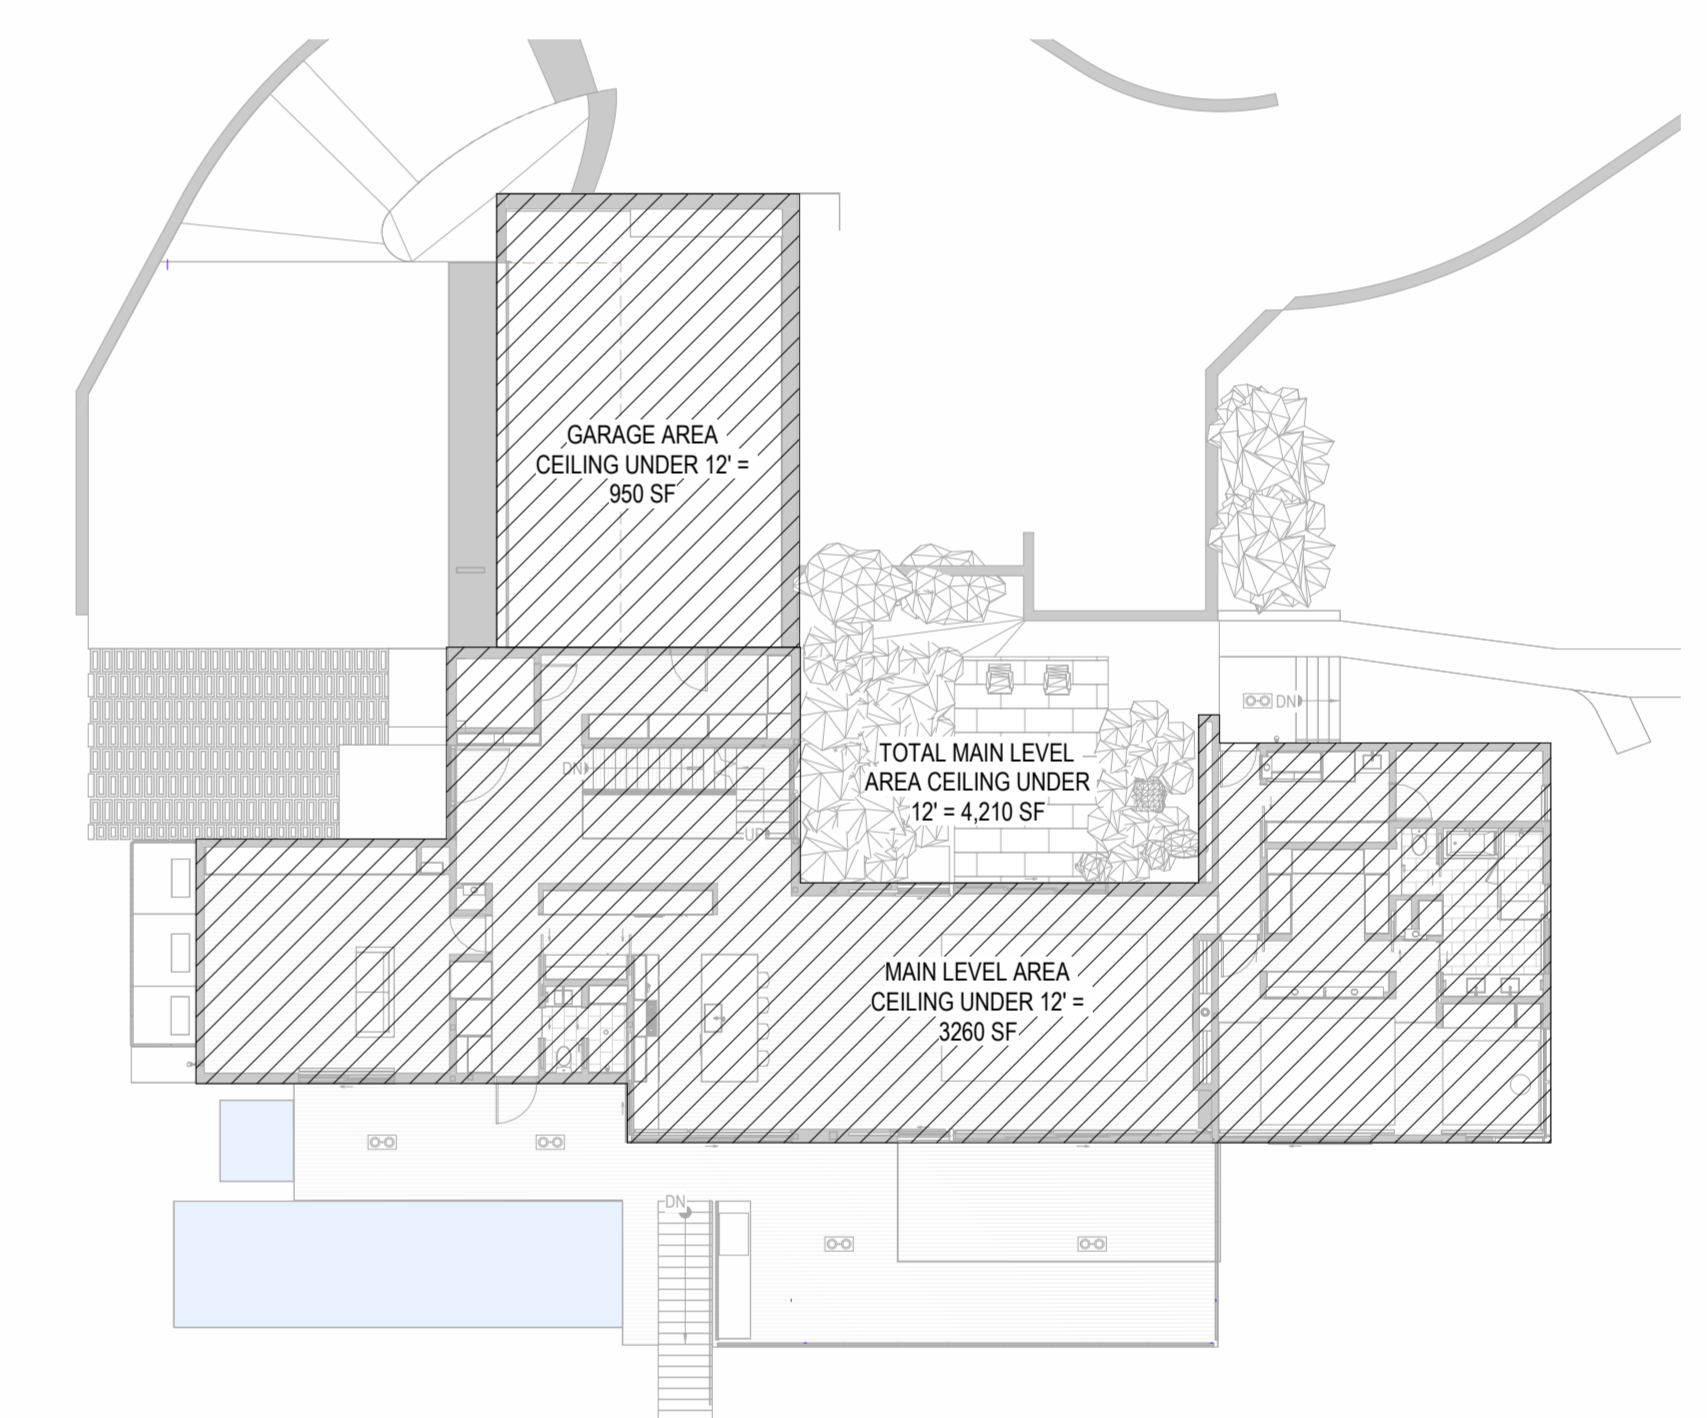 GARAGE AREA
CEILING UNDER 12' =
950 SF
DN
TOTAL MAIN LEVEL
AREA CEILING UNDER
12' = 4,210 SF
DN
UP
MAIN LEVEL AREA
CEILING UNDER 12' =
3260 SF
DN